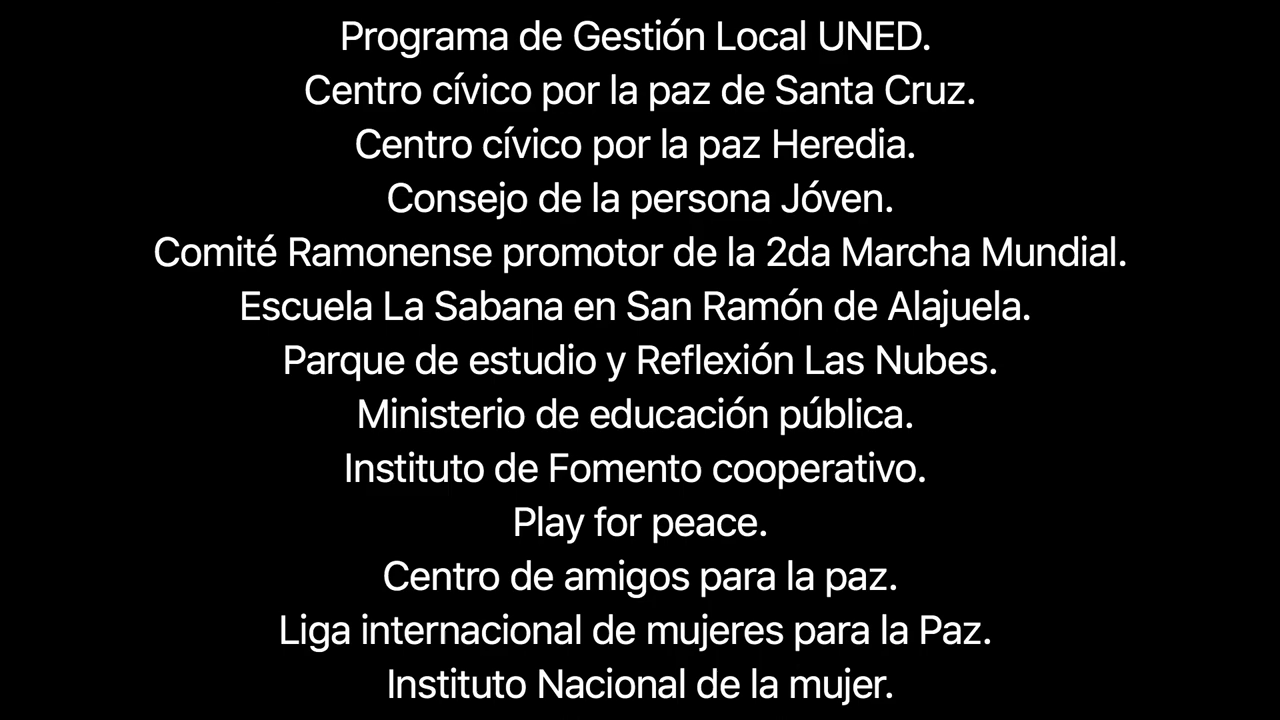 Programa de Gestión Local UNED.
Centro cívico por la paz de Santa Cruz.
Centro cívico por la paz Heredia.
Consejo de la persona Jóven.
Comité Ramonense promotor de la 2da Marcha Mundial.
Escuela La Sabana en San Ramón de Alajuela.
Parque de estudio y Reflexión Las Nubes.
Ministerio de educación pública.
Instituto de Fomento cooperativo.
Play for peace.
Centro de amigos para la paz.
Liga internacional de mujeres para la Paz.
Instituto Nacional de la mujer.